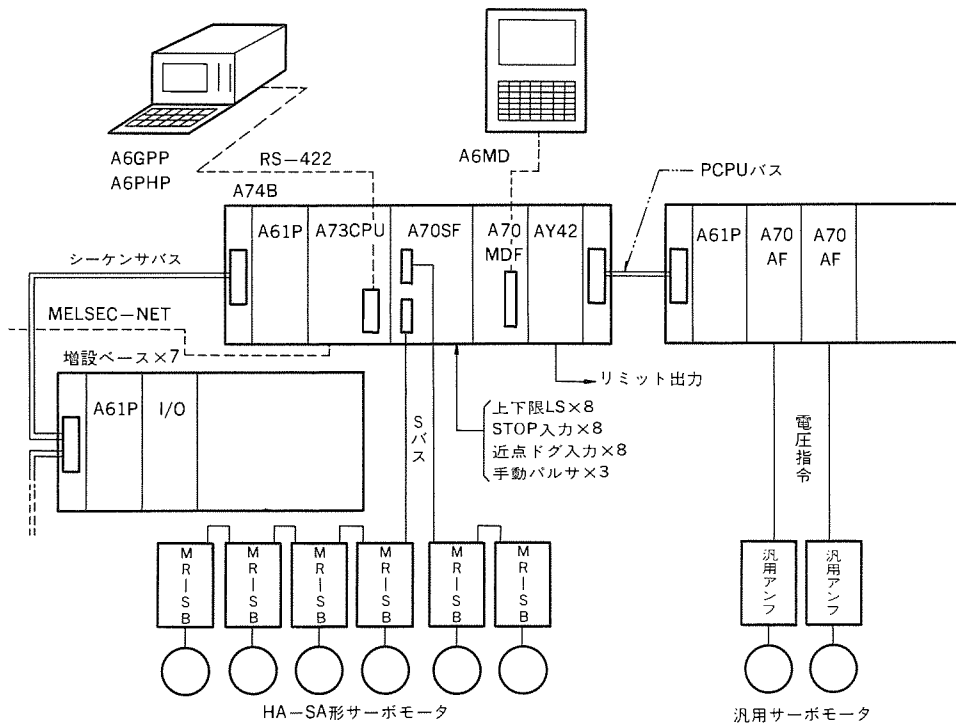 A6GPP
A6PHP
RS-422
A6MD
PCPUバス
A74B
A61P
A73CPU
A70SF
A70
MDF
AY42
A61P
A70
AF
A70
AF
シーケンサバス
MELSEC-NET
増設ベース×7
A61P
I/O
Sバス
リミット出力
上下限LS×8
STOP入力×8
近点ドグ入力×8
手動パルサ×3
電圧指令
MR-SB
MR-SB
MR-SB
MR-SB
MR-SB
MR-SB
汎用アンプ
汎用アンプ
HA-SA形サーボモータ
汎用サーボモータ